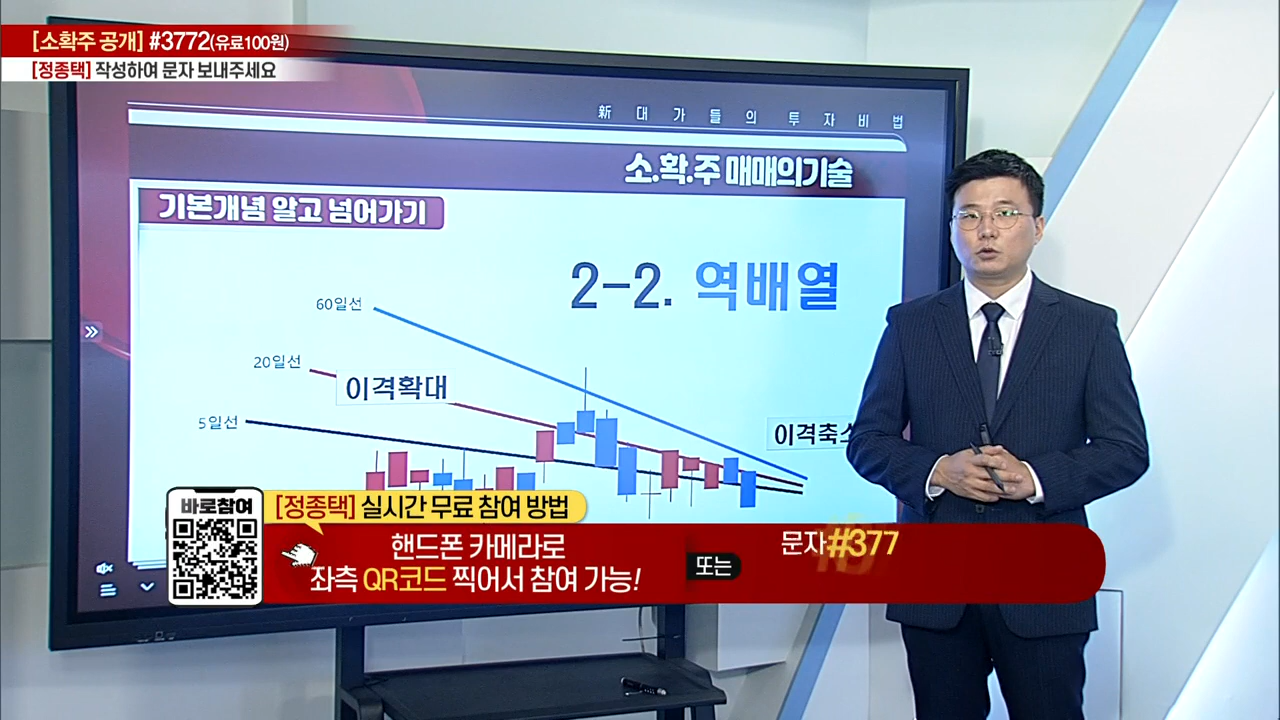 [소확주 공개] #3772(유료100원)
[정종택] 작성하여 문자 보내주세요
新 대 가 들 의 투 자 비 법
소.확.주 매매의기술
기본개념 알고 넘어가기
2-2. 역배열
60일선
20일선
이격확대
5일선
이격축소
바로참여
[정종택] 실시간 무료 참여 방법
핸드폰 카메라로
좌측 QR코드 찍어서 참여 가능!
또는
문자 #377